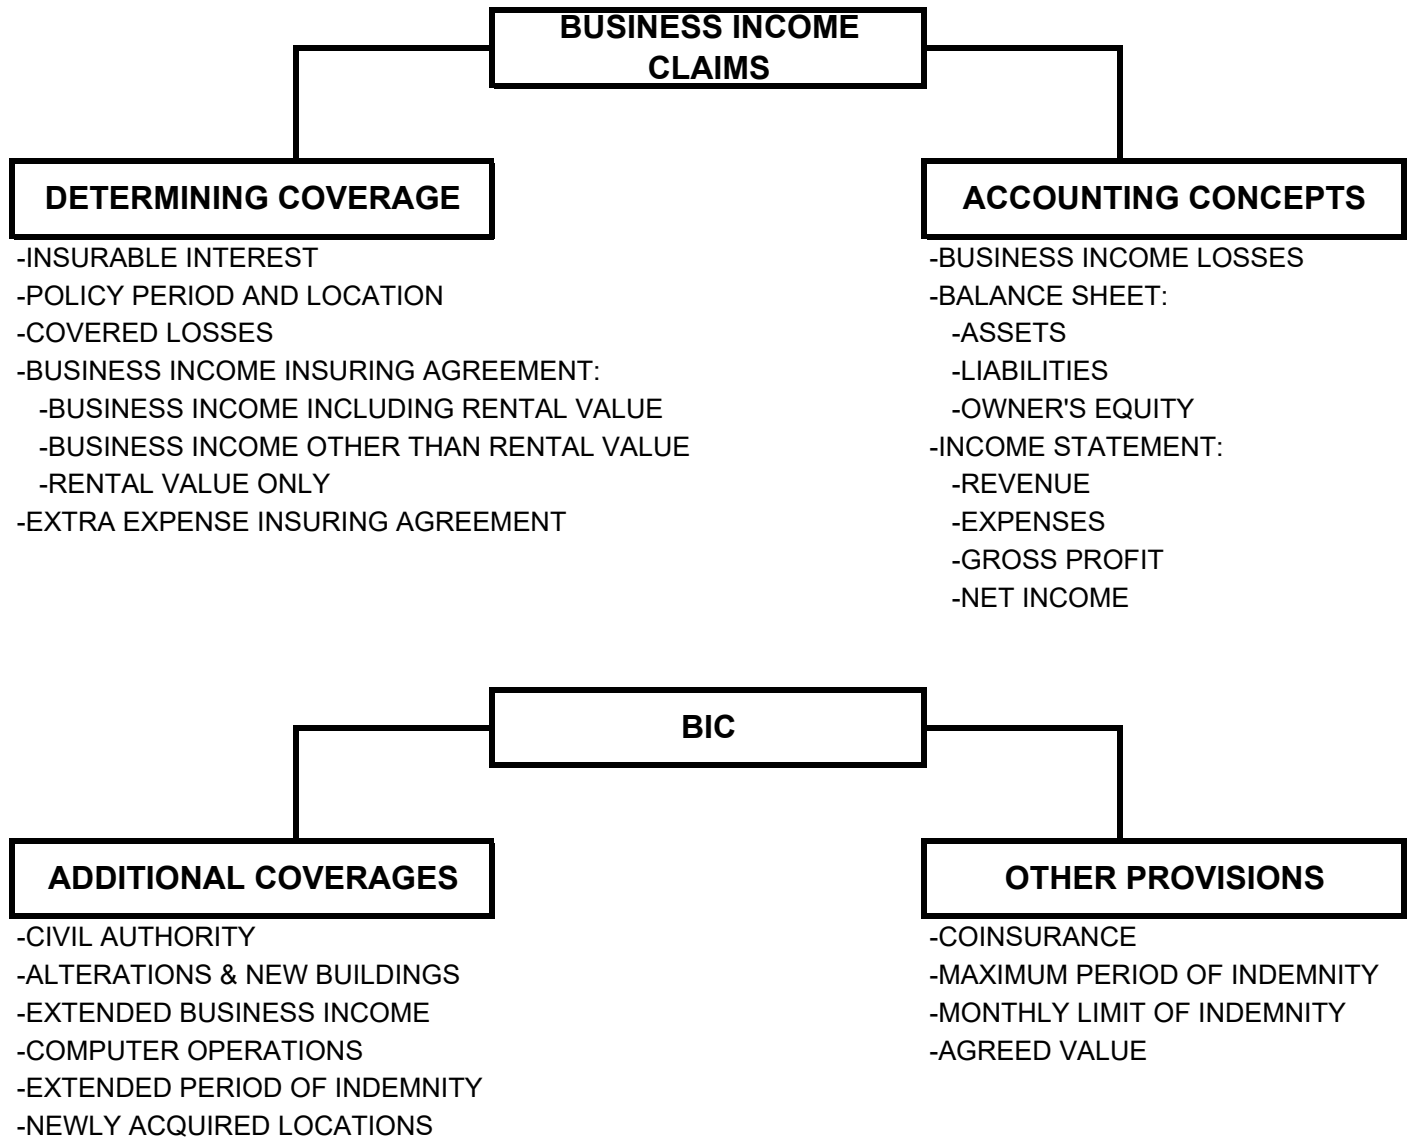 BUSINESS INCOME
CLAIMS
DETERMINING COVERAGE
-INSURABLE INTEREST
-POLICY PERIOD AND LOCATION
-COVERED LOSSES
-BUSINESS INCOME INSURING AGREEMENT:
-BUSINESS INCOME INCLUDING RENTAL VALUE
-BUSINESS INCOME OTHER THAN RENTAL VALUE
-RENTAL VALUE ONLY
-EXTRA EXPENSE INSURING AGREEMENT
ACCOUNTING CONCEPTS
-BUSINESS INCOME LOSSES
-BALANCE SHEET:
-ASSETS
-LIABILITIES
-OWNER'S EQUITY
-INCOME STATEMENT:
-REVENUE
-EXPENSES
-GROSS PROFIT
-NET INCOME
BIC
ADDITIONAL COVERAGES
-CIVIL AUTHORITY
-ALTERATIONS & NEW BUILDINGS
-EXTENDED BUSINESS INCOME
-COMPUTER OPERATIONS
-EXTENDED PERIOD OF INDEMNITY
-NEWLY ACQUIRED LOCATIONS
OTHER PROVISIONS
-COINSURANCE
-MAXIMUM PERIOD OF INDEMNITY
-MONTHLY LIMIT OF INDEMNITY
-AGREED VALUE